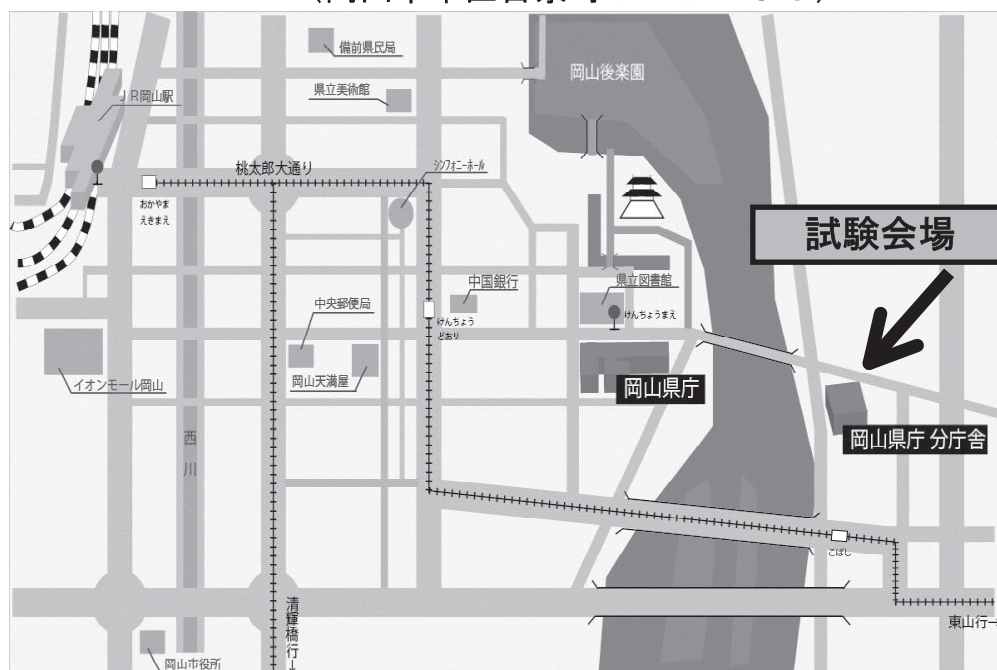 備前県民局
岡山後楽園
JR岡山駅
県立美術館
桃太郎大通り
シンフォニーホール
おかやま
えきまえ
試験会場
中国銀行
県立図書館
中央郵便局
けんちょう
どおり
けんちょうまえ
イオンモール岡山
岡山天満屋
岡山県庁
岡山県庁 分庁舎
西川
こばし
清輝橋行→
東山行→
岡山市役所